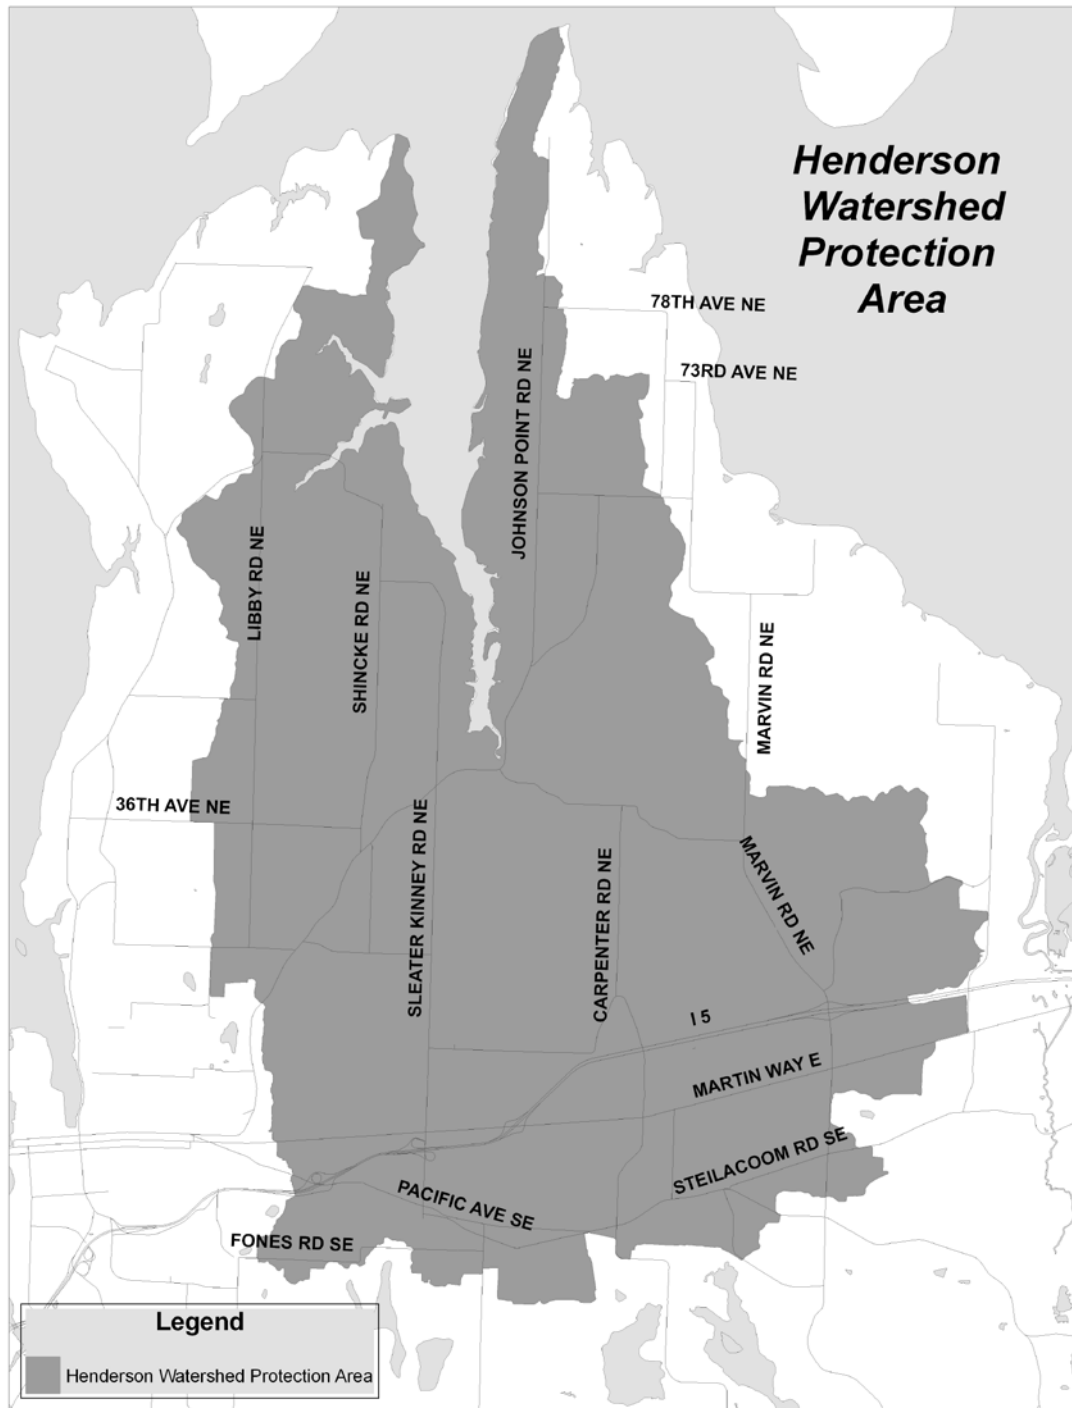 Henderson
Watershed
Protection
Area
78TH AVE NE
73RD AVE NE
JOHNSON POINT RD NE
LIBBY RD NE
SHINCKE RD NE
MARVIN RD NE
36TH AVE NE
SLEATER KINNEY RD NE
CARPENTER RD NE
MARVIN RD NE
I 5
MARTIN WAY E
STEILACOOM RD SE
PACIFIC AVE SE
FONES RD SE
Legend
Henderson Watershed Protection Area